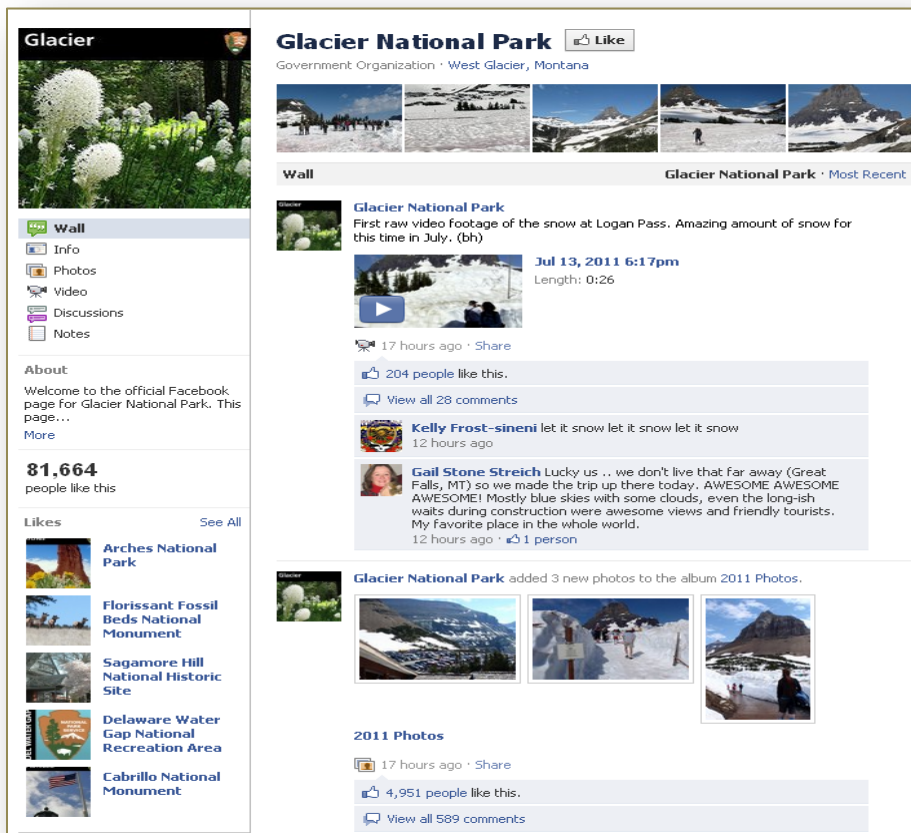 Glacier
Wall
Info
Photos
Video
Discussions
Notes
About
Welcome to the official Facebook
page for Glacier National Park. This
page...
More
81,664
people like this
Likes See All
Arches National
Park
Florissant Fossil
Beds National
Monument
Sagamore Hill
National Historic
Site
Delaware Water
Gap National
Recreation Area
Cabrillo National
Monument
Glacier National Park Like
Government Organization · West Glacier, Montana
Wall Glacier National Park · Most Recent
Glacier
Glacier National Park
First raw video footage of the snow at Logan Pass. Amazing amount of snow for
this time in July. (bh)
Jul 13, 2011 6:17pm
Length: 0:26
17 hours ago · Share
204 people like this.
View all 28 comments
Kelly Frost-sineni let it snow let it snow let it snow
12 hours ago
Gail Stone Streich Lucky us .. we don't live that far away (Great
Falls, MT) so we made the trip up there today. AWESOME AWESOME
AWESOME! Mostly blue skies with some clouds, even the long-ish
waits during construction were awesome views and friendly tourists.
My favorite place in the whole world.
12 hours ago · 1 person
Glacier
Glacier National Park added 3 new photos to the album 2011 Photos.
2011 Photos
17 hours ago · Share
4,951 people like this.
View all 589 comments